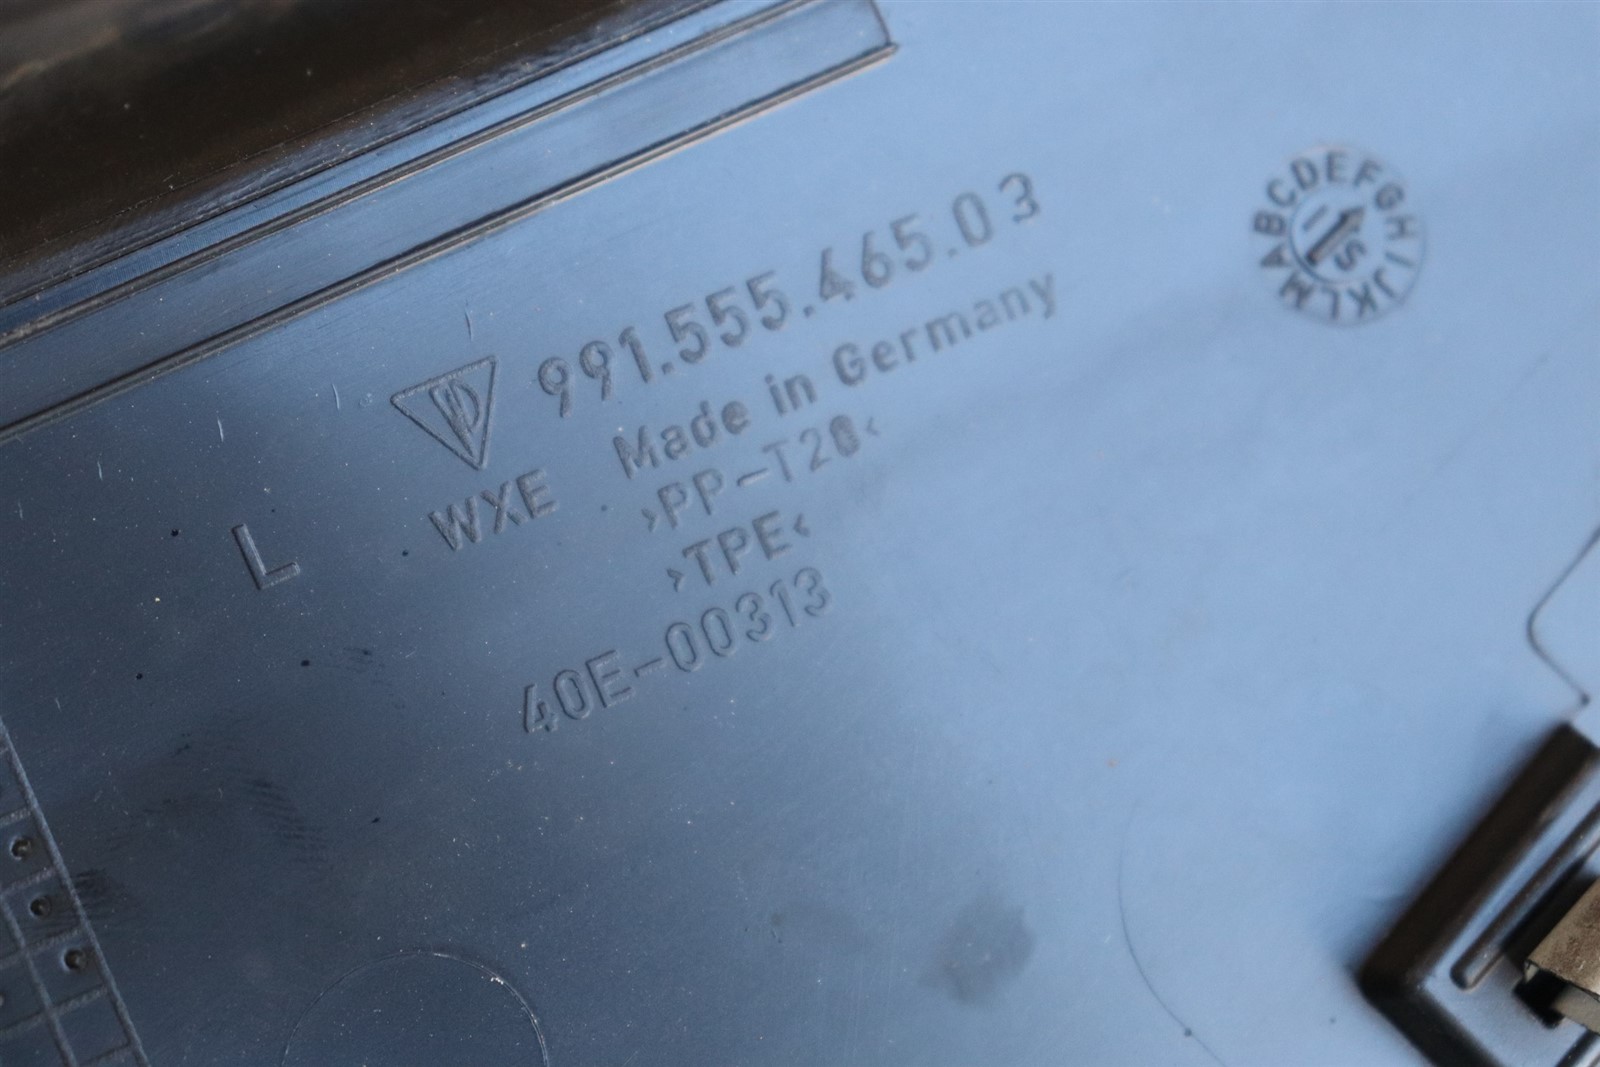 991.555.465.03
Made in Germany
WXE
>PP-T20<
>TPE<
L
40E-00313
ABCDEFGHIJKLM
S